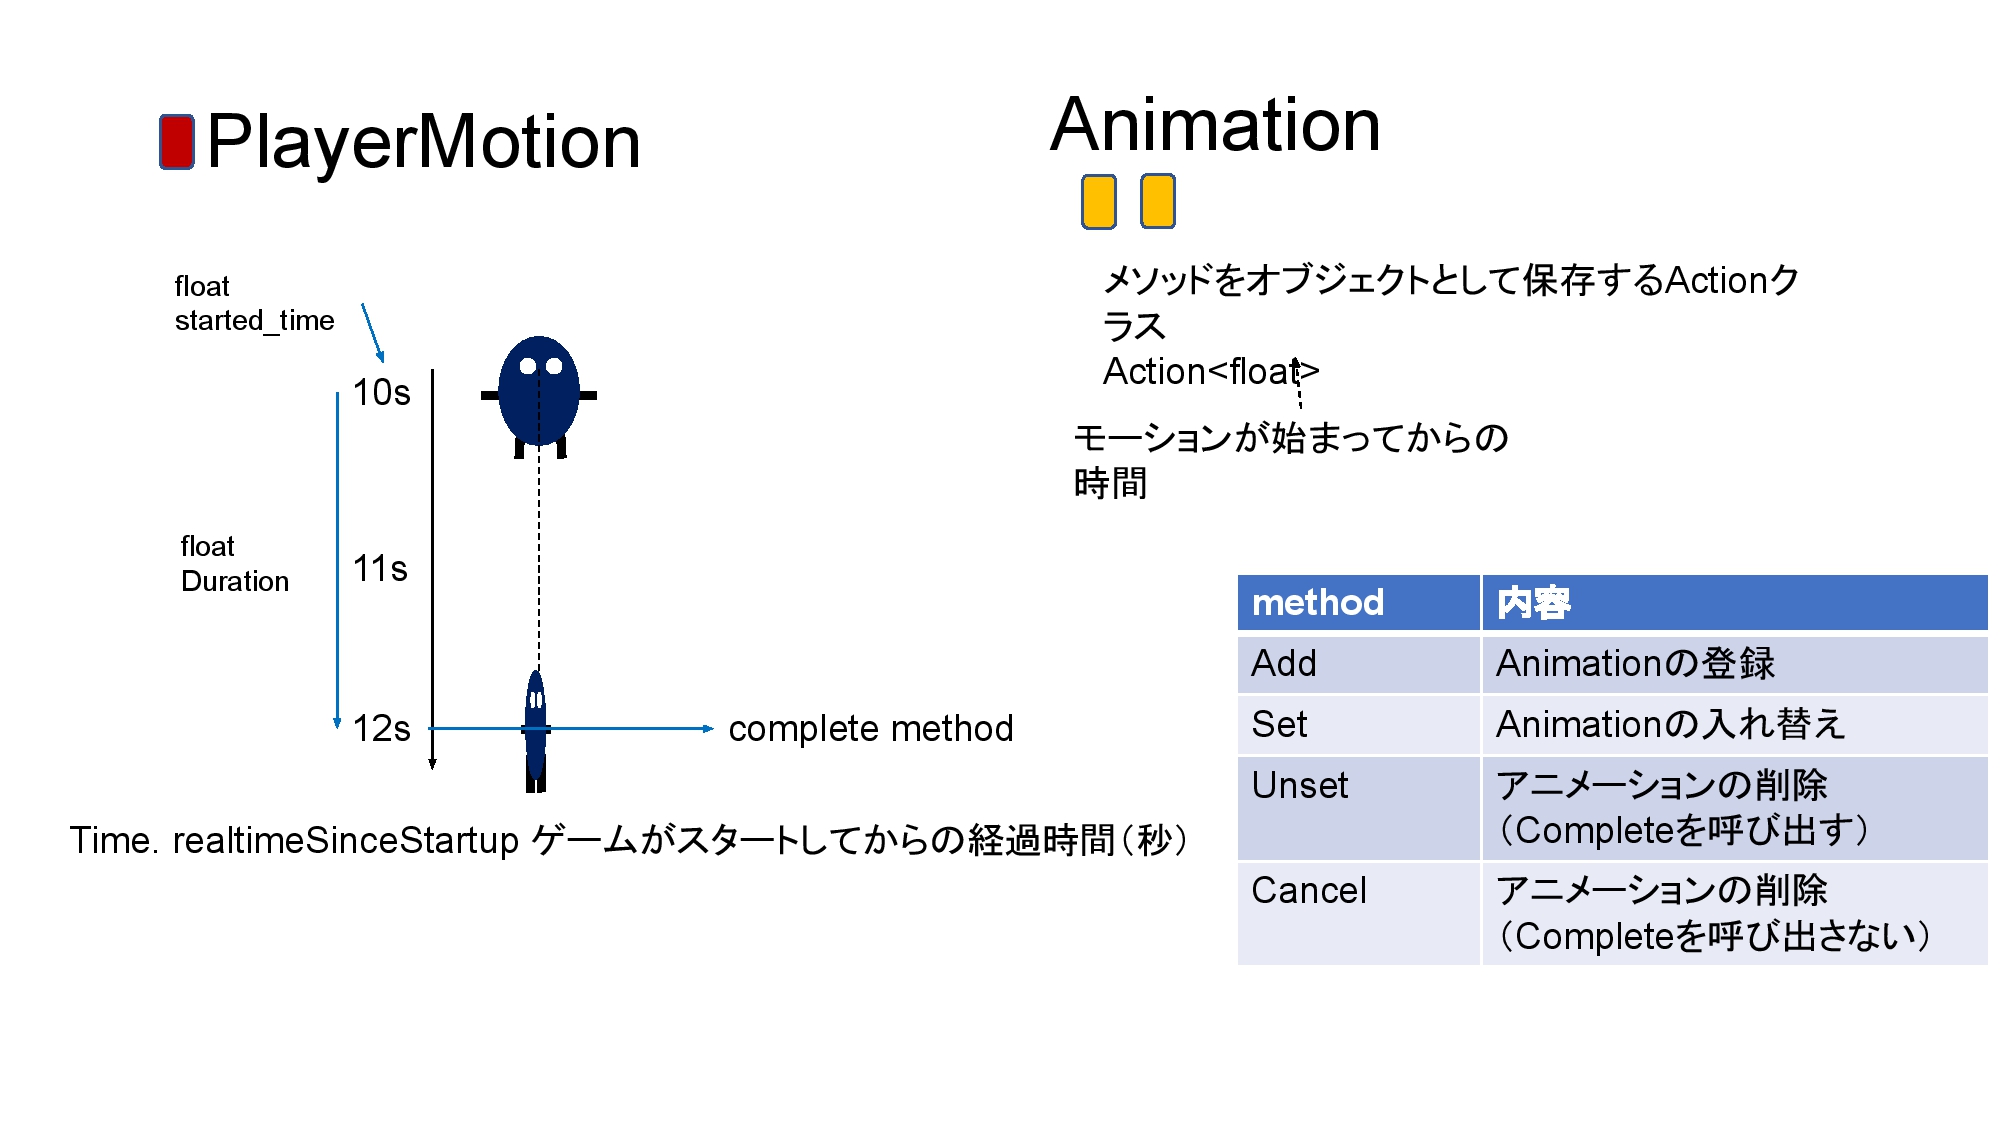 PlayerMotion
float
started_time
10s
float
Duration
11s
12s
complete method
Time. realtimeSinceStartup ゲームがスタートしてからの経過時間（秒）
Animation
メソッドをオブジェクトとして保存するActionク
ラス
Action<float>
モーションが始まってからの
時間
method 内容
Add Animationの登録
Set Animationの入れ替え
Unset アニメーションの削除
（Completeを呼び出す）
Cancel アニメーションの削除
（Completeを呼び出さない）